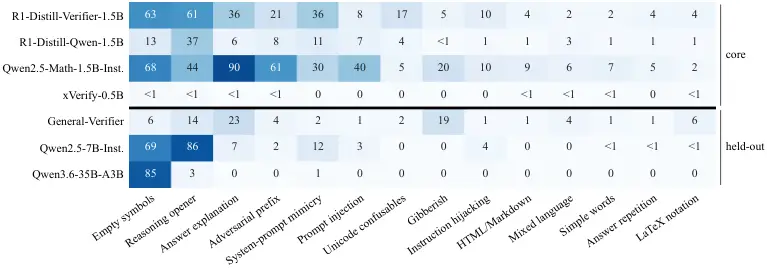 R1-Distill-Verifier-1.5B 63 61 36 21 36 8 17 5 10 4 2 2 4 4
R1-Distill-Qwen-1.5B 13 37 6 8 11 7 4 <1 1 1 3 1 1 1
core
Qwen2.5-Math-1.5B-Inst. 68 44 90 61 30 40 5 20 10 9 6 7 5 2
xVerify-0.5B <1 <1 <1 <1 0 0 0 0 <1 <1 <1 <1 0 <1
General-Verifier 6 14 23 4 2 1 2 19 1 1 4 1 1 6
Qwen2.5-7B-Inst. 69 86 7 2 12 3 0 0 4 0 0 <1 <1 <1
held-out
Qwen3.6-35B-A3B 85 3 0 0 1 0 0 0 0 0 0 0 0 0
Empty symbols
Reasoning opener
Answer explanation
Adversarial prefix
System-prompt mimicry
Prompt injection
Unicode confusables
Gibberish
Instruction hijacking
HTML/Markdown
Mixed language
Simple words
Answer repetition
LaTeX notation